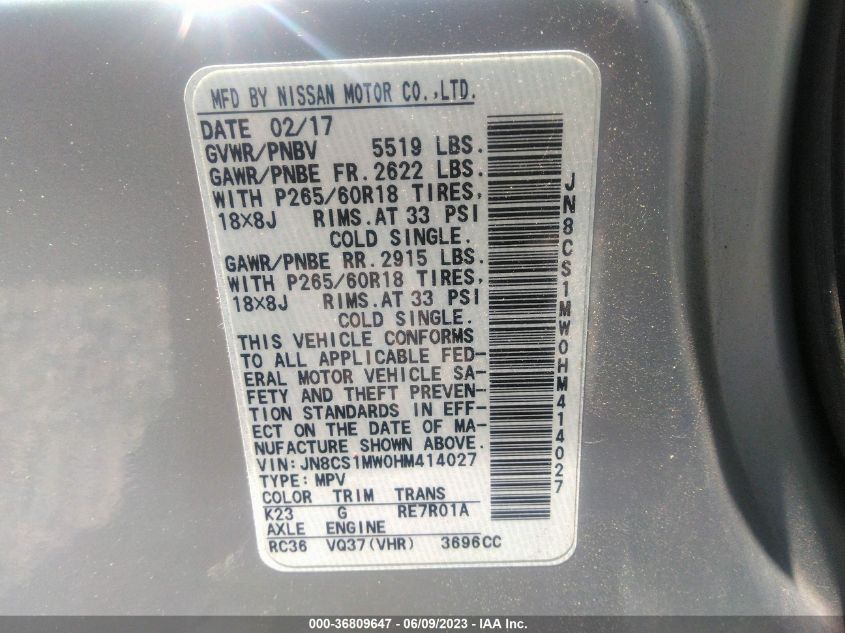 MFD BY NISSAN MOTOR CO.,LTD.
DATE 02/17
GVWR/PNBV 5519 LBS.
GAWR/PNBE FR.2622 LBS.
WITH P265/60R18 TIRES,
18X8J RIMS.AT 33 PSI
COLD SINGLE.
GAWR/PNBE RR.2915 LBS.
WITH P265/60R18 TIRES,
18X8J RIMS.AT 33 PSI
COLD SINGLE.
THIS VEHICLE CONFORMS
TO ALL APPLICABLE FED-
ERAL MOTOR VEHICLE SA-
FETY AND THEFT PREVEN-
TION STANDARDS IN EFF-
ECT ON THE DATE OF MA-
NUFACTURE SHOWN ABOVE.
VIN:JN8CS1MW0HM414027
TYPE:MPV
COLOR TRIM TRANS
K23 G RE7R01A
AXLE ENGINE
RC36 VQ37(VHR) 3696CC
JN8CS1MW0HM414027
000-36809647 - 06/09/2023 - IAA Inc.